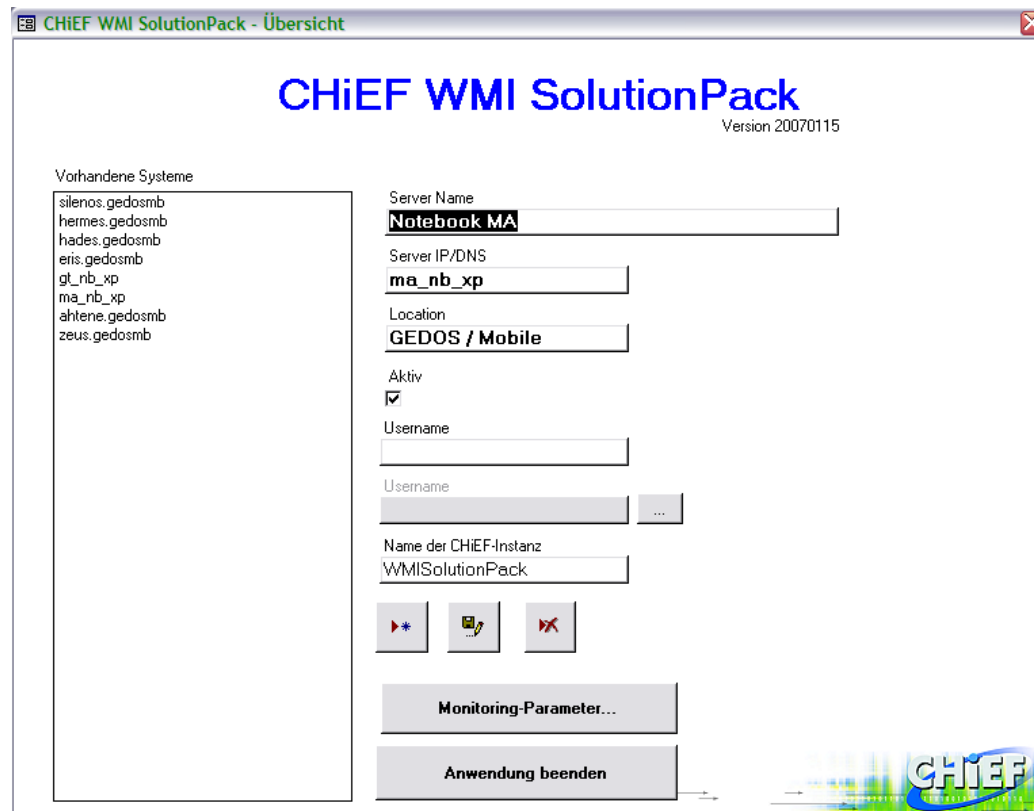 CHiEF WMI SolutionPack - Übersicht
CHiEF WMI SolutionPack
Version 20070115
Vorhandene Systeme
silenos.gedosmb
hermes.gedosmb
hades.gedosmb
eris.gedosmb
gt_nb_xp
ma_nb_xp
ahtene.gedosmb
zeus.gedosmb
Server Name
Notebook MA
Server IP/DNS
ma_nb_xp
Location
GEDOS / Mobile
Aktiv
Username
Username
...
Name der CHiEF-Instanz
WMISolutionPack
Monitoring-Parameter...
Anwendung beenden
CHiEF